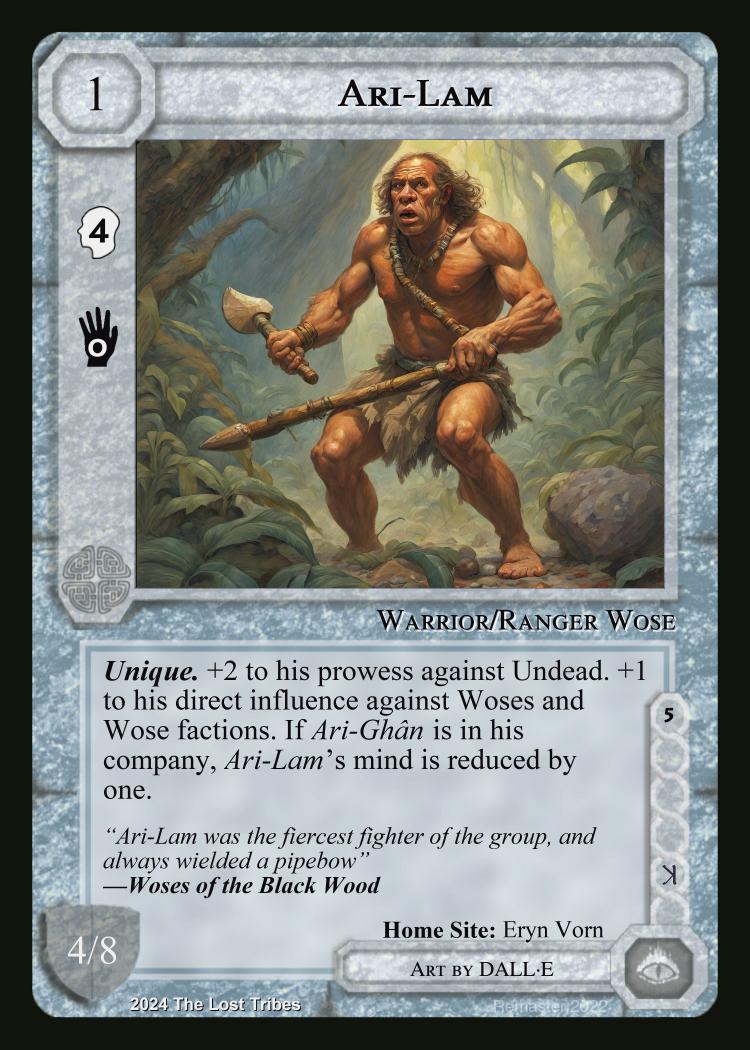 1
Ari-Lam
4
0
Warrior/Ranger Wose
Unique. +2 to his prowess against Undead. +1
to his direct influence against Woses and
Wose factions. If Ari-Ghân is in his
company, Ari-Lam’s mind is reduced by
one.
5
“Ari-Lam was the fiercest fighter of the group, and
always wielded a pipebow”
—Woses of the Black Wood
Home Site: Eryn Vorn
4/8
Art by DALL·E
2024 The Lost Tribes
Remaster 2022